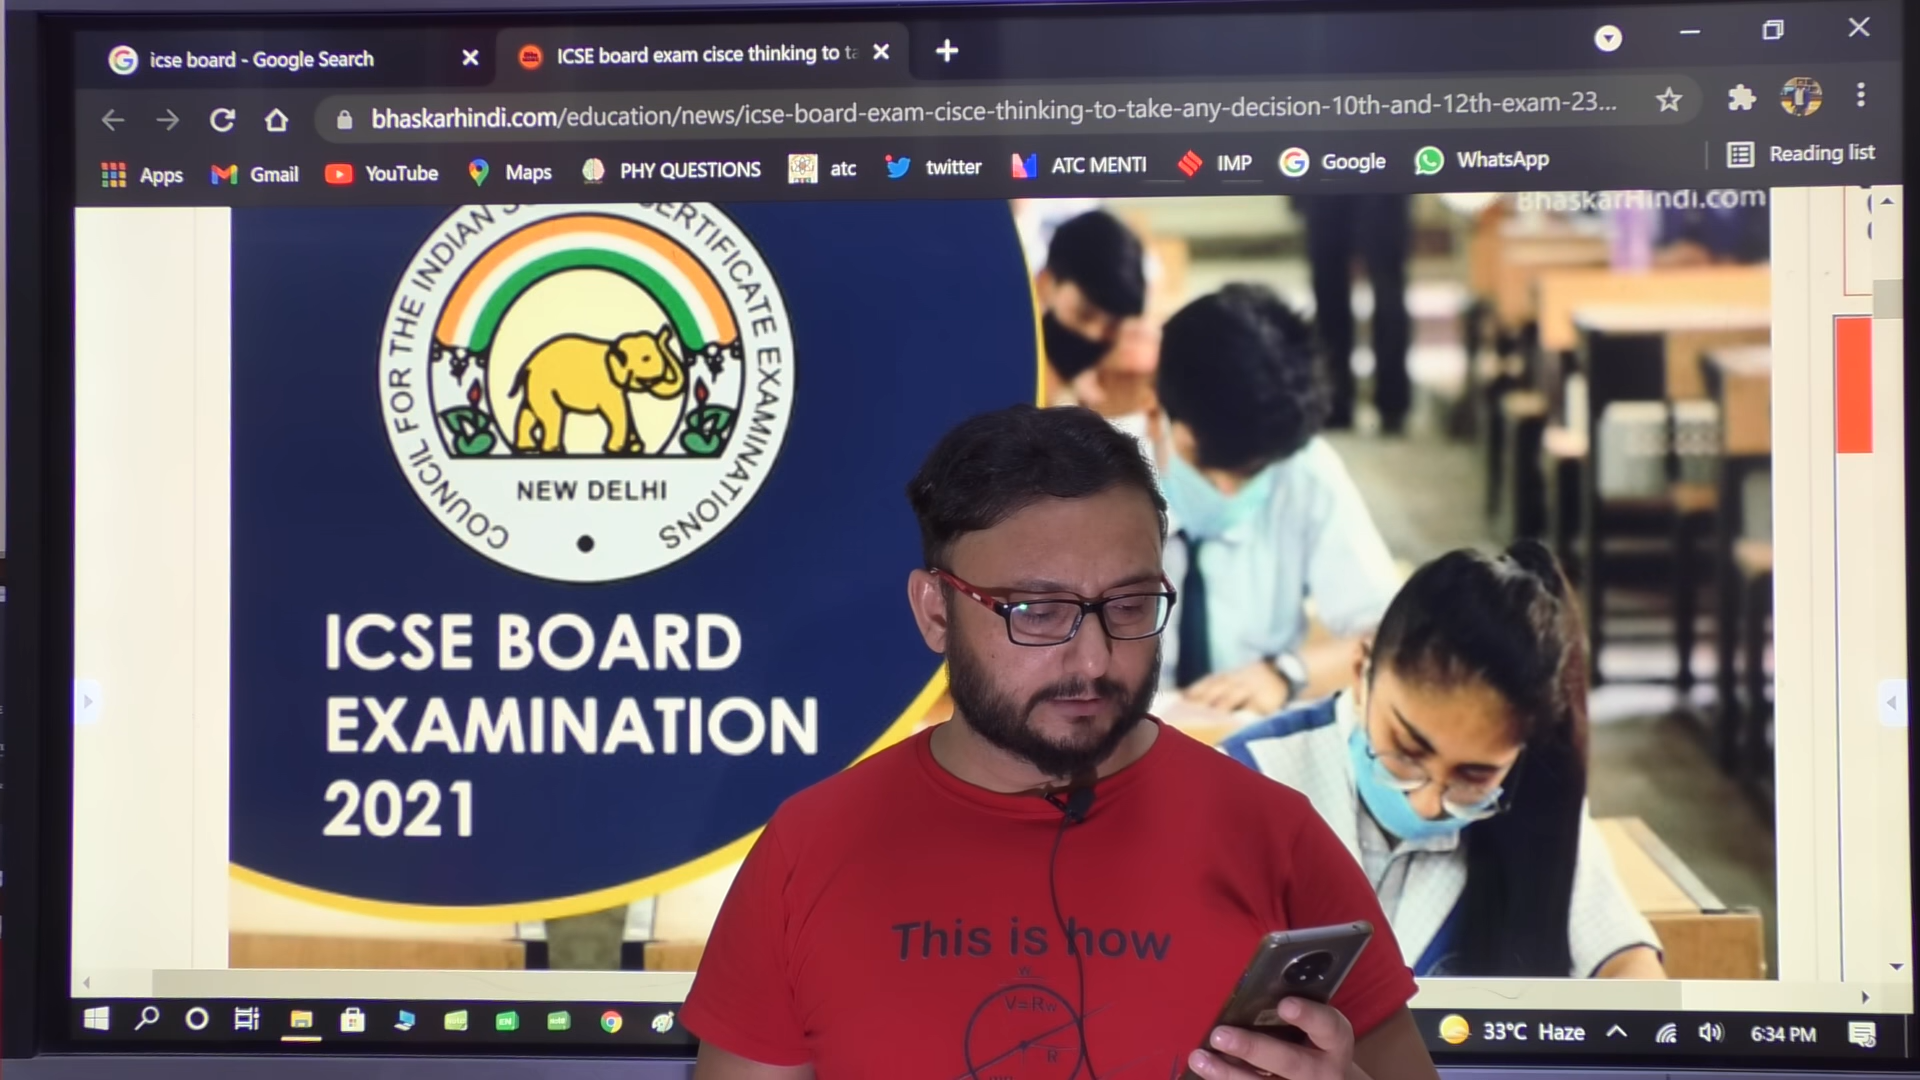 icse board - Google Search
ICSE board exam cisce thinking to ta
bhaskarhindi.com/education/news/icse-board-exam-cisce-thinking-to-take-any-decision-10th-and-12th-exam-23...
Apps Gmail YouTube Maps PHY QUESTIONS atc twitter ATC MENTI IMP Google WhatsApp Reading list
BhaskarHindi.com
COUNCIL FOR THE INDIAN CERTIFICATE EXAMINATIONS
NEW DELHI
ICSE BOARD
EXAMINATION
2021
This is how
W
V=Rw
R
33°C Haze
6:34 PM